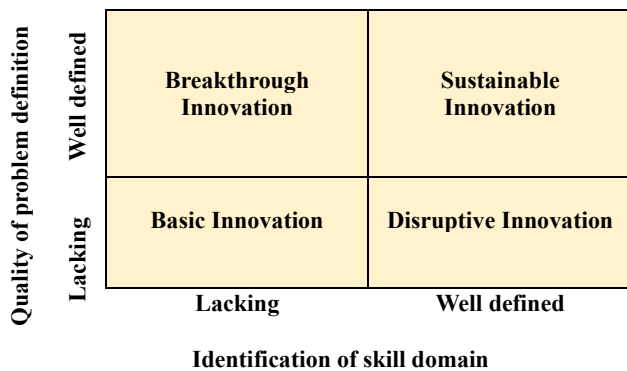 Quality of problem definition
Well defined
Lacking
Breakthrough
Innovation
Sustainable
Innovation
Basic Innovation
Disruptive Innovation
Lacking
Well defined
Identification of skill domain